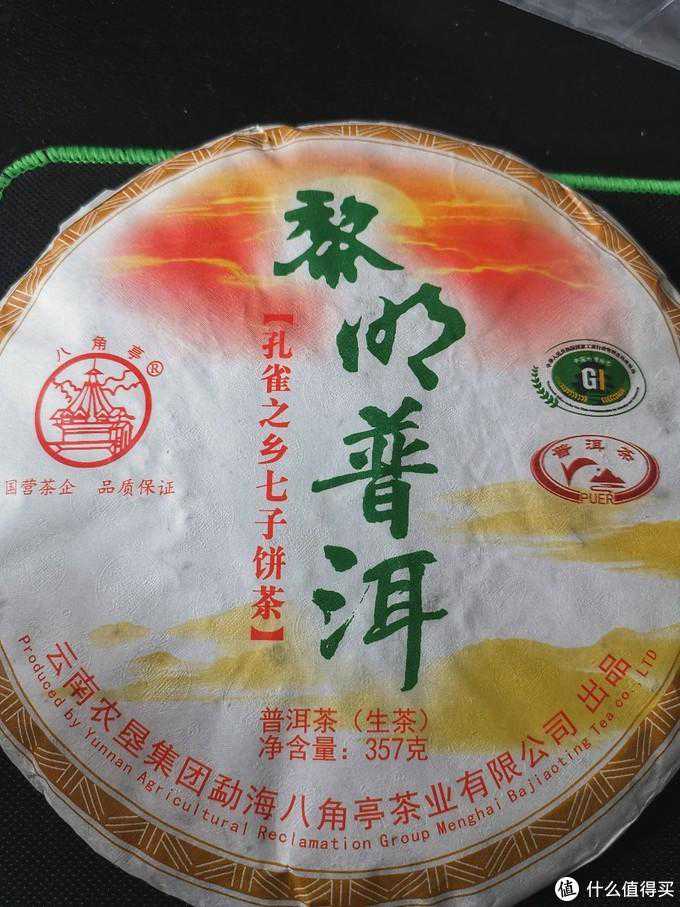 黎明普洱
【孔雀之乡七子饼茶】
八角亭®
国营茶企 品质保证
GI
普洱茶
PUER
普洱茶（生茶）
净含量：357克
云南农垦集团勐海八角亭茶业有限公司 出品
Produced by Yunnan Agricultural Reclamation Group Menghai Bajiaoting Tea co., LTD
值 什么值得买